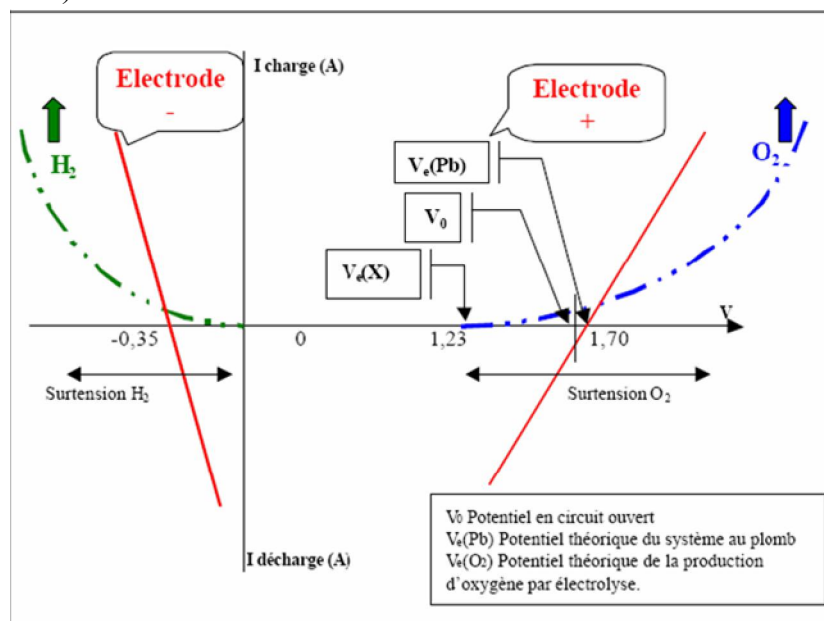 )
I charge (A)
Electrode
-
Electrode
+
H2
O2
Ve(Pb)
V0
Ve(X)
V
-0,35
0
1,23
1,70
Surtension H2
Surtension O2
I décharge (A)
V0 Potentiel en circuit ouvert
Ve(Pb) Potentiel théorique du système au plomb
Ve(O2) Potentiel théorique de la production
d'oxygène par électrolyse.